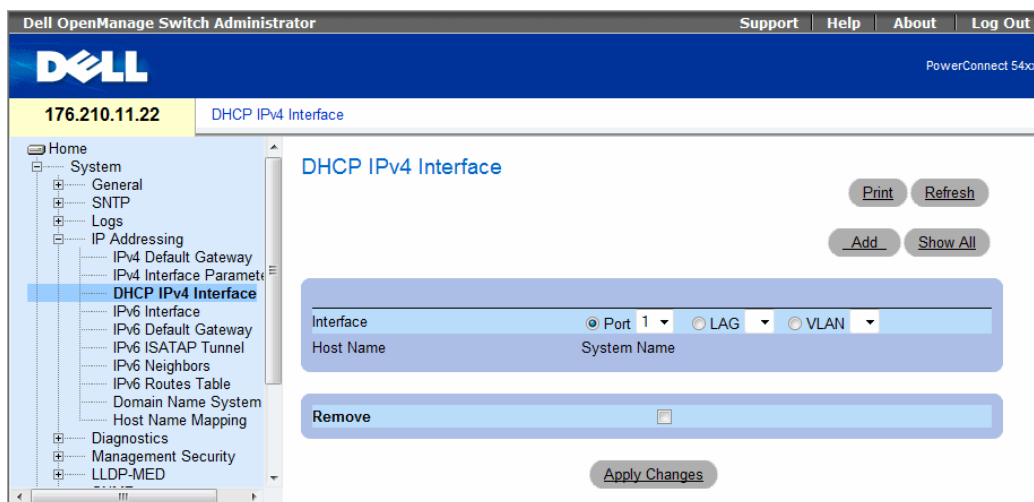 Dell OpenManage Switch Administrator Support Help About Log Out
DELL
PowerConnect 54xx
176.210.11.22 DHCP IPv4 Interface
Home
System
General
SNTP
Logs
IP Addressing
IPv4 Default Gateway
IPv4 Interface Paramete
DHCP IPv4 Interface
IPv6 Interface
IPv6 Default Gateway
IPv6 ISATAP Tunnel
IPv6 Neighbors
IPv6 Routes Table
Domain Name System
Host Name Mapping
Diagnostics
Management Security
LLDP-MED
DHCP IPv4 Interface
Print Refresh
Add Show All
Interface Port 1 LAG VLAN
Host Name System Name
Remove
Apply Changes